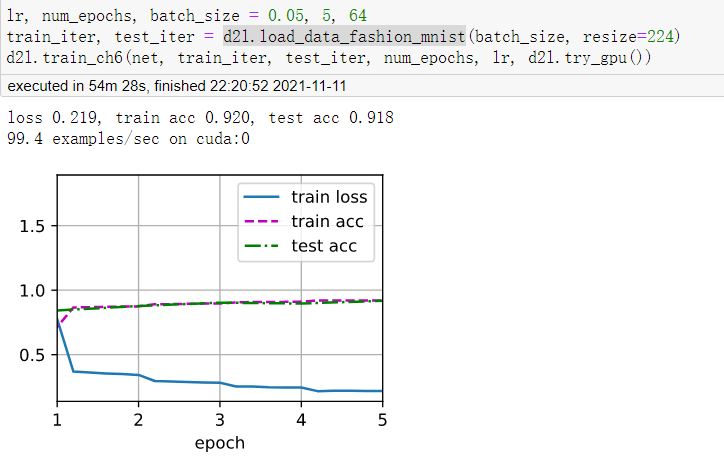 lr, num_epochs, batch_size = 0.05, 5, 64
train_iter, test_iter = d2l.load_data_fashion_mnist(batch_size, resize=224)
d2l.train_ch6(net, train_iter, test_iter, num_epochs, lr, d2l.try_gpu())
executed in 54m 28s, finished 22:20:52 2021-11-11
loss 0.219, train acc 0.920, test acc 0.918
99.4 examples/sec on cuda:0
train loss
train acc
test acc
1.5
1.0
0.5
1 2 3 4 5
epoch